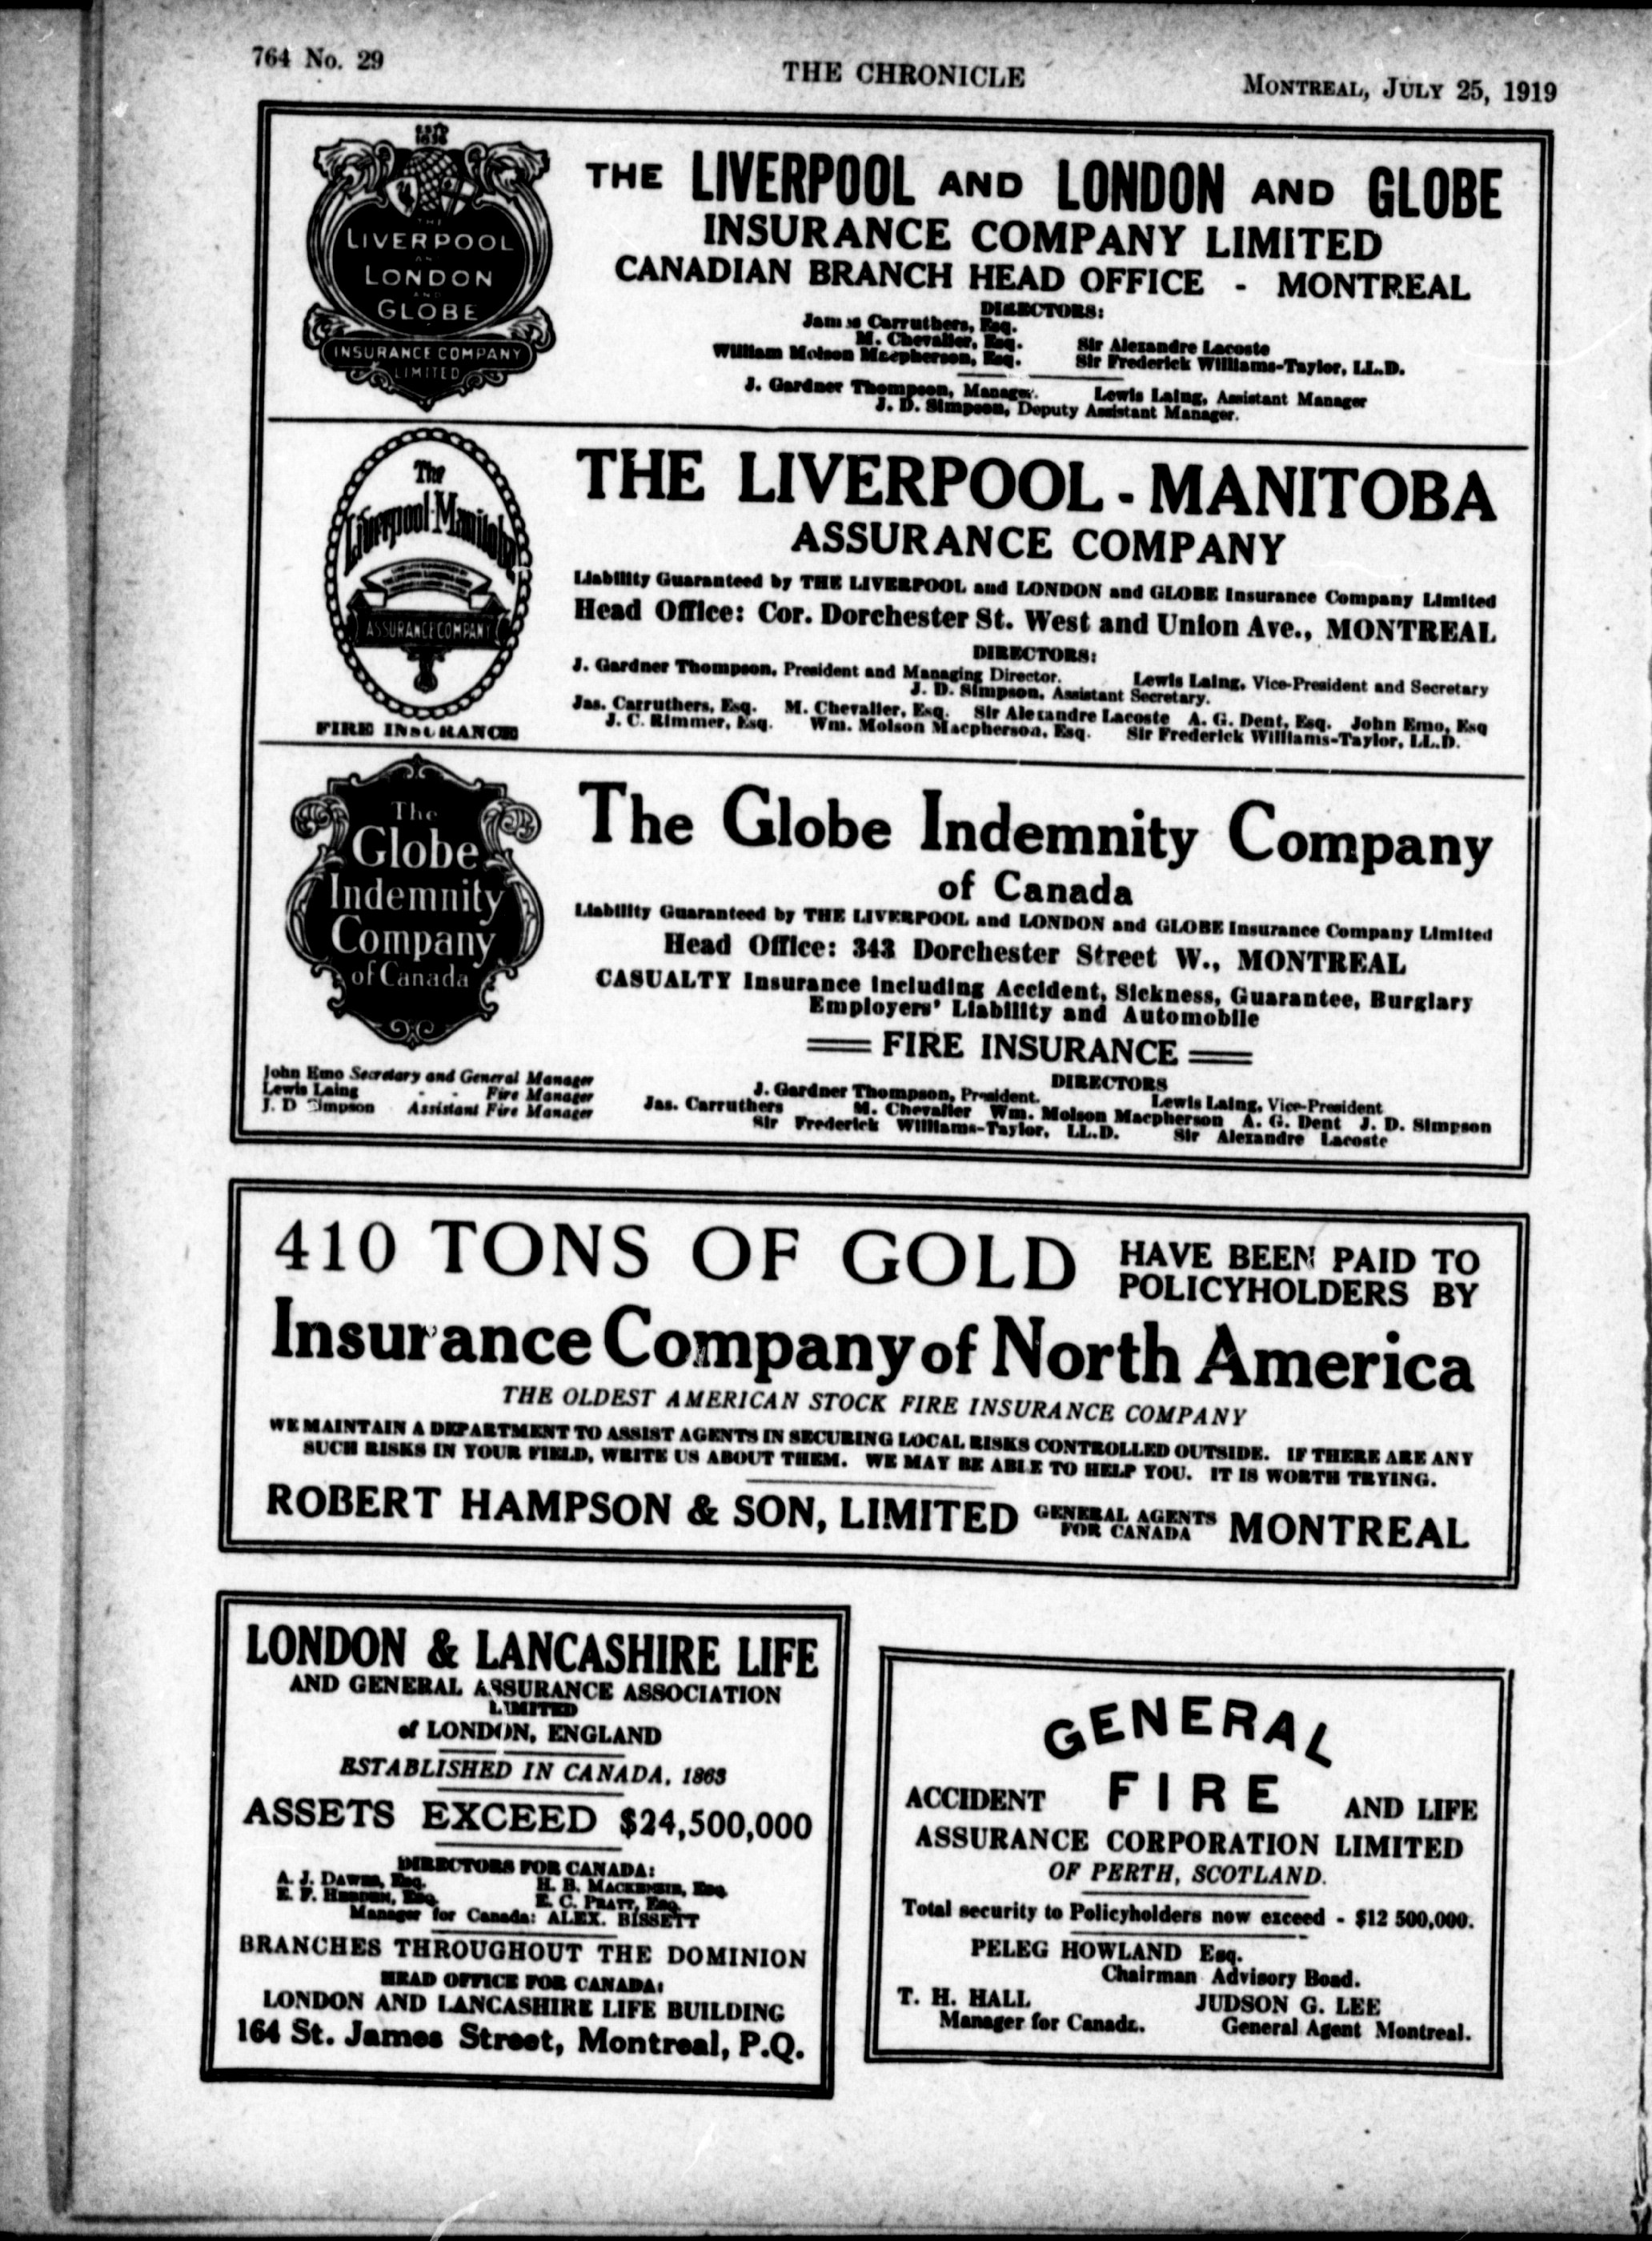 764 No. 29
THE CHRONICLE
MONTREAL, JULY 25, 1919
ESTD
1836
THE
LIVERPOOL
AND
LONDON
AND
GLOBE
INSURANCE COMPANY
LIMITED
THE LIVERPOOL AND LONDON AND GLOBE
INSURANCE COMPANY LIMITED
CANADIAN BRANCH HEAD OFFICE - MONTREAL
DIRECTORS:
James Carruthers, Esq.
M. Chevalier, Esq. Sir Alexandre Lacoste
William Molson Macpherson, Esq. Sir Frederick Williams-Taylor, LL.D.
J. Gardner Thompson, Manager. Lewis Laing, Assistant Manager
J. D. Simpson, Deputy Assistant Manager.
The
Liverpool-Manitoba
ASSURANCE COMPANY
FIRE INSURANCE
THE LIVERPOOL - MANITOBA
ASSURANCE COMPANY
Liability Guaranteed by THE LIVERPOOL and LONDON and GLOBE Insurance Company Limited
Head Office: Cor. Dorchester St. West and Union Ave., MONTREAL
DIRECTORS:
J. Gardner Thompson, President and Managing Director. Lewis Laing, Vice-President and Secretary
J. D. Simpson, Assistant Secretary.
Jas. Carruthers, Esq. M. Chevalier, Esq. Sir Alexandre Lacoste A. G. Dent, Esq. John Emo, Esq
J. C. Rimmer, Esq. Wm. Molson Macpherson, Esq. Sir Frederick Williams-Taylor, LL.D.
The
Globe
Indemnity
Company
of Canada
The Globe Indemnity Company
of Canada
Liability Guaranteed by THE LIVERPOOL and LONDON and GLOBE Insurance Company Limited
Head Office: 343 Dorchester Street W., MONTREAL
CASUALTY Insurance including Accident, Sickness, Guarantee, Burglary
Employers' Liability and Automobile
FIRE INSURANCE
John Emo Secretary and General Manager
Lewis Laing - - Fire Manager
J. D Simpson Assistant Fire Manager
DIRECTORS
J. Gardner Thompson, President. Lewis Laing, Vice-President
Jas. Carruthers M. Chevalier Wm. Molson Macpherson A. G. Dent J. D. Simpson
Sir Frederick Williams-Taylor, LL.D. Sir Alexandre Lacoste
410 TONS OF GOLD HAVE BEEN PAID TO
POLICYHOLDERS BY
Insurance Company of North America
THE OLDEST AMERICAN STOCK FIRE INSURANCE COMPANY
WE MAINTAIN A DEPARTMENT TO ASSIST AGENTS IN SECURING LOCAL RISKS CONTROLLED OUTSIDE. IF THERE ARE ANY
SUCH RISKS IN YOUR FIELD, WRITE US ABOUT THEM. WE MAY BE ABLE TO HELP YOU. IT IS WORTH TRYING.
ROBERT HAMPSON & SON, LIMITED GENERAL AGENTS
FOR CANADA MONTREAL
LONDON & LANCASHIRE LIFE
AND GENERAL ASSURANCE ASSOCIATION
LIMITED
of LONDON, ENGLAND
ESTABLISHED IN CANADA, 1863
ASSETS EXCEED $24,500,000
DIRECTORS FOR CANADA:
A. J. DAWES, Esq. H. B. MACKENZIE, Esq.
E. F. HEBDEN, Esq. E. C. PRATT, Esq.
Manager for Canada: ALEX. BISSETT
BRANCHES THROUGHOUT THE DOMINION
HEAD OFFICE FOR CANADA:
LONDON AND LANCASHIRE LIFE BUILDING
164 St. James Street, Montreal, P.Q.
GENERAL
ACCIDENT FIRE AND LIFE
ASSURANCE CORPORATION LIMITED
OF PERTH, SCOTLAND.
Total security to Policyholders now exceed - $12 500,000.
PELEG HOWLAND Esq.
Chairman Advisory Boad.
T. H. HALL
Manager for Canada.
JUDSON G. LEE
General Agent Montreal.